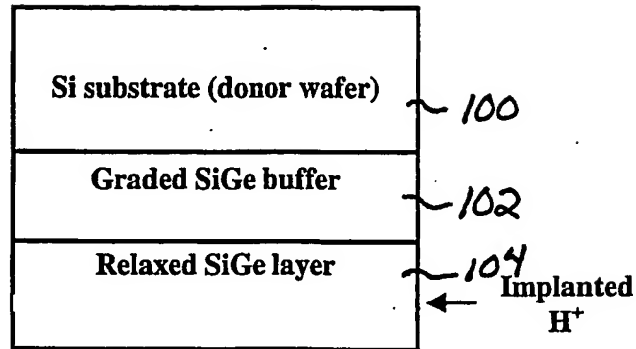 Si substrate (donor wafer)
100
Graded SiGe buffer
102
Relaxed SiGe layer
104
Implanted
H+